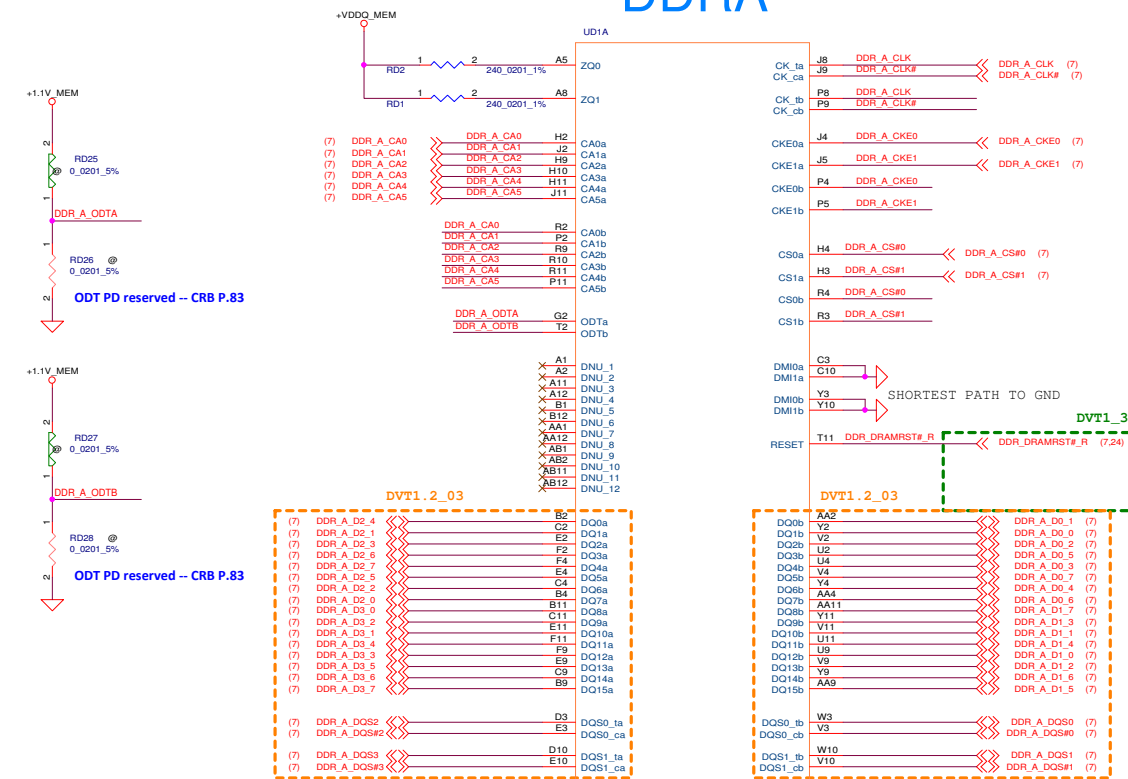 DDRA
+VDDQ_MEM
UD1A
RD2 1 2 240_0201_1% A5 ZQ0
RD1 1 2 240_0201_1% A8 ZQ1
+1.1V_MEM
2
RD25
@ 0_0201_5%
1
DDR_A_ODTA
1
RD26 @
0_0201_5%
2
ODT PD reserved -- CRB P.83
+1.1V_MEM
2
RD27
@ 0_0201_5%
1
DDR_A_ODTB
1
RD28 @
0_0201_5%
2
ODT PD reserved -- CRB P.83
(7) DDR_A_CA0 DDR_A_CA0 H2 CA0a
(7) DDR_A_CA1 DDR_A_CA1 J2 CA1a
(7) DDR_A_CA2 DDR_A_CA2 H9 CA2a
(7) DDR_A_CA3 DDR_A_CA3 H10 CA3a
(7) DDR_A_CA4 DDR_A_CA4 H11 CA4a
(7) DDR_A_CA5 DDR_A_CA5 J11 CA5a
DDR_A_CA0 R2 CA0b
DDR_A_CA1 P2 CA1b
DDR_A_CA2 R9 CA2b
DDR_A_CA3 R10 CA3b
DDR_A_CA4 R11 CA4b
DDR_A_CA5 P11 CA5b
DDR_A_ODTA G2 ODTa
DDR_A_ODTB T2 ODTb
A1 DNU_1
A2 DNU_2
A11 DNU_3
A12 DNU_4
B1 DNU_5
B12 DNU_6
AA1 DNU_7
AA12 DNU_8
AB1 DNU_9
AB2 DNU_10
AB11 DNU_11
AB12 DNU_12
DVT1.2_03
(7) DDR_A_D2_4 B2 DQ0a
(7) DDR_A_D2_1 C2 DQ1a
(7) DDR_A_D2_3 E2 DQ2a
(7) DDR_A_D2_6 F2 DQ3a
(7) DDR_A_D2_7 F4 DQ4a
(7) DDR_A_D2_5 E4 DQ5a
(7) DDR_A_D2_2 C4 DQ6a
(7) DDR_A_D2_0 B4 DQ7a
(7) DDR_A_D3_0 B11 DQ8a
(7) DDR_A_D3_2 C11 DQ9a
(7) DDR_A_D3_1 E11 DQ10a
(7) DDR_A_D3_4 F11 DQ11a
(7) DDR_A_D3_3 F9 DQ12a
(7) DDR_A_D3_5 E9 DQ13a
(7) DDR_A_D3_6 C9 DQ14a
(7) DDR_A_D3_7 B9 DQ15a
(7) DDR_A_DQS2 D3 DQS0_ta
(7) DDR_A_DQS#2 E3 DQS0_ca
(7) DDR_A_DQS3 D10 DQS1_ta
(7) DDR_A_DQS#3 E10 DQS1_ca
CK_ta J8 DDR_A_CLK DDR_A_CLK (7)
CK_ca J9 DDR_A_CLK# DDR_A_CLK# (7)
CK_tb P8 DDR_A_CLK
CK_cb P9 DDR_A_CLK#
CKE0a J4 DDR_A_CKE0 DDR_A_CKE0 (7)
CKE1a J5 DDR_A_CKE1 DDR_A_CKE1 (7)
CKE0b P4 DDR_A_CKE0
CKE1b P5 DDR_A_CKE1
CS0a H4 DDR_A_CS#0 DDR_A_CS#0 (7)
CS1a H3 DDR_A_CS#1 DDR_A_CS#1 (7)
CS0b R4 DDR_A_CS#0
CS1b R3 DDR_A_CS#1
DMI0a C3
DMI1a C10
DMI0b Y3
DMI1b Y10
SHORTEST PATH TO GND
DVT1_3
RESET T11 DDR_DRAMRST#_R DDR_DRAMRST#_R (7,24)
DVT1.2_03
DQ0b AA2 DDR_A_D0_1 (7)
DQ1b Y2 DDR_A_D0_0 (7)
DQ2b V2 DDR_A_D0_2 (7)
DQ3b U2 DDR_A_D0_5 (7)
DQ4b U4 DDR_A_D0_3 (7)
DQ5b V4 DDR_A_D0_7 (7)
DQ6b Y4 DDR_A_D0_4 (7)
DQ7b AA4 DDR_A_D0_6 (7)
DQ8b AA11 DDR_A_D1_7 (7)
DQ9b Y11 DDR_A_D1_3 (7)
DQ10b V11 DDR_A_D1_1 (7)
DQ11b U11 DDR_A_D1_4 (7)
DQ12b U9 DDR_A_D1_0 (7)
DQ13b V9 DDR_A_D1_2 (7)
DQ14b Y9 DDR_A_D1_6 (7)
DQ15b AA9 DDR_A_D1_5 (7)
DQS0_tb W3 DDR_A_DQS0 (7)
DQS0_cb V3 DDR_A_DQS#0 (7)
DQS1_tb W10 DDR_A_DQS1 (7)
DQS1_cb V10 DDR_A_DQS#1 (7)